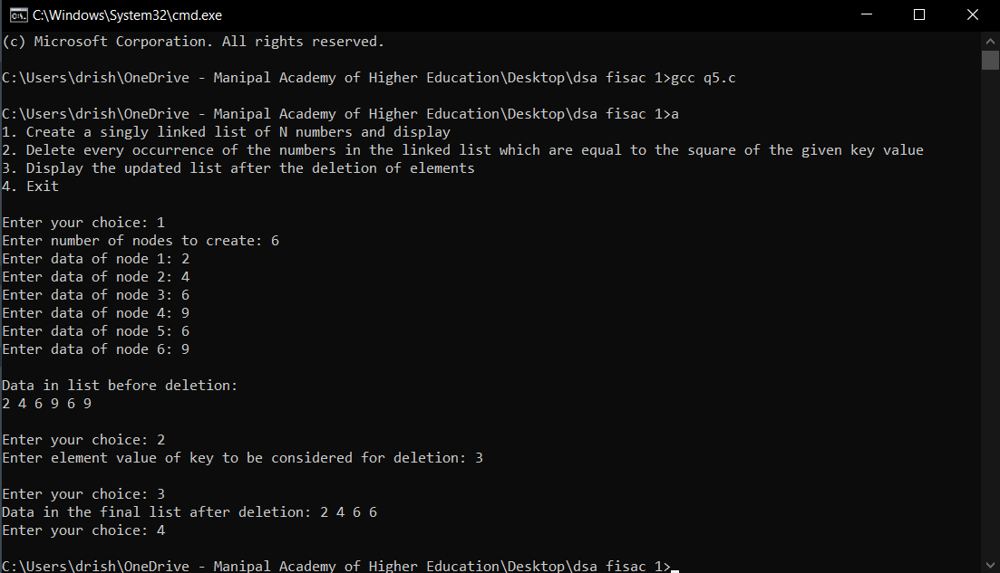 C:\Windows\System32\cmd.exe
(c) Microsoft Corporation. All rights reserved.
C:\Users\drish\OneDrive - Manipal Academy of Higher Education\Desktop\dsa fisac 1>gcc q5.c
C:\Users\drish\OneDrive - Manipal Academy of Higher Education\Desktop\dsa fisac 1>a
1. Create a singly linked list of N numbers and display
2. Delete every occurrence of the numbers in the linked list which are equal to the square of the given key value
3. Display the updated list after the deletion of elements
4. Exit
Enter your choice: 1
Enter number of nodes to create: 6
Enter data of node 1: 2
Enter data of node 2: 4
Enter data of node 3: 6
Enter data of node 4: 9
Enter data of node 5: 6
Enter data of node 6: 9
Data in list before deletion:
2 4 6 9 6 9
Enter your choice: 2
Enter element value of key to be considered for deletion: 3
Enter your choice: 3
Data in the final list after deletion: 2 4 6 6
Enter your choice: 4
C:\Users\drish\OneDrive - Manipal Academy of Higher Education\Desktop\dsa fisac 1>